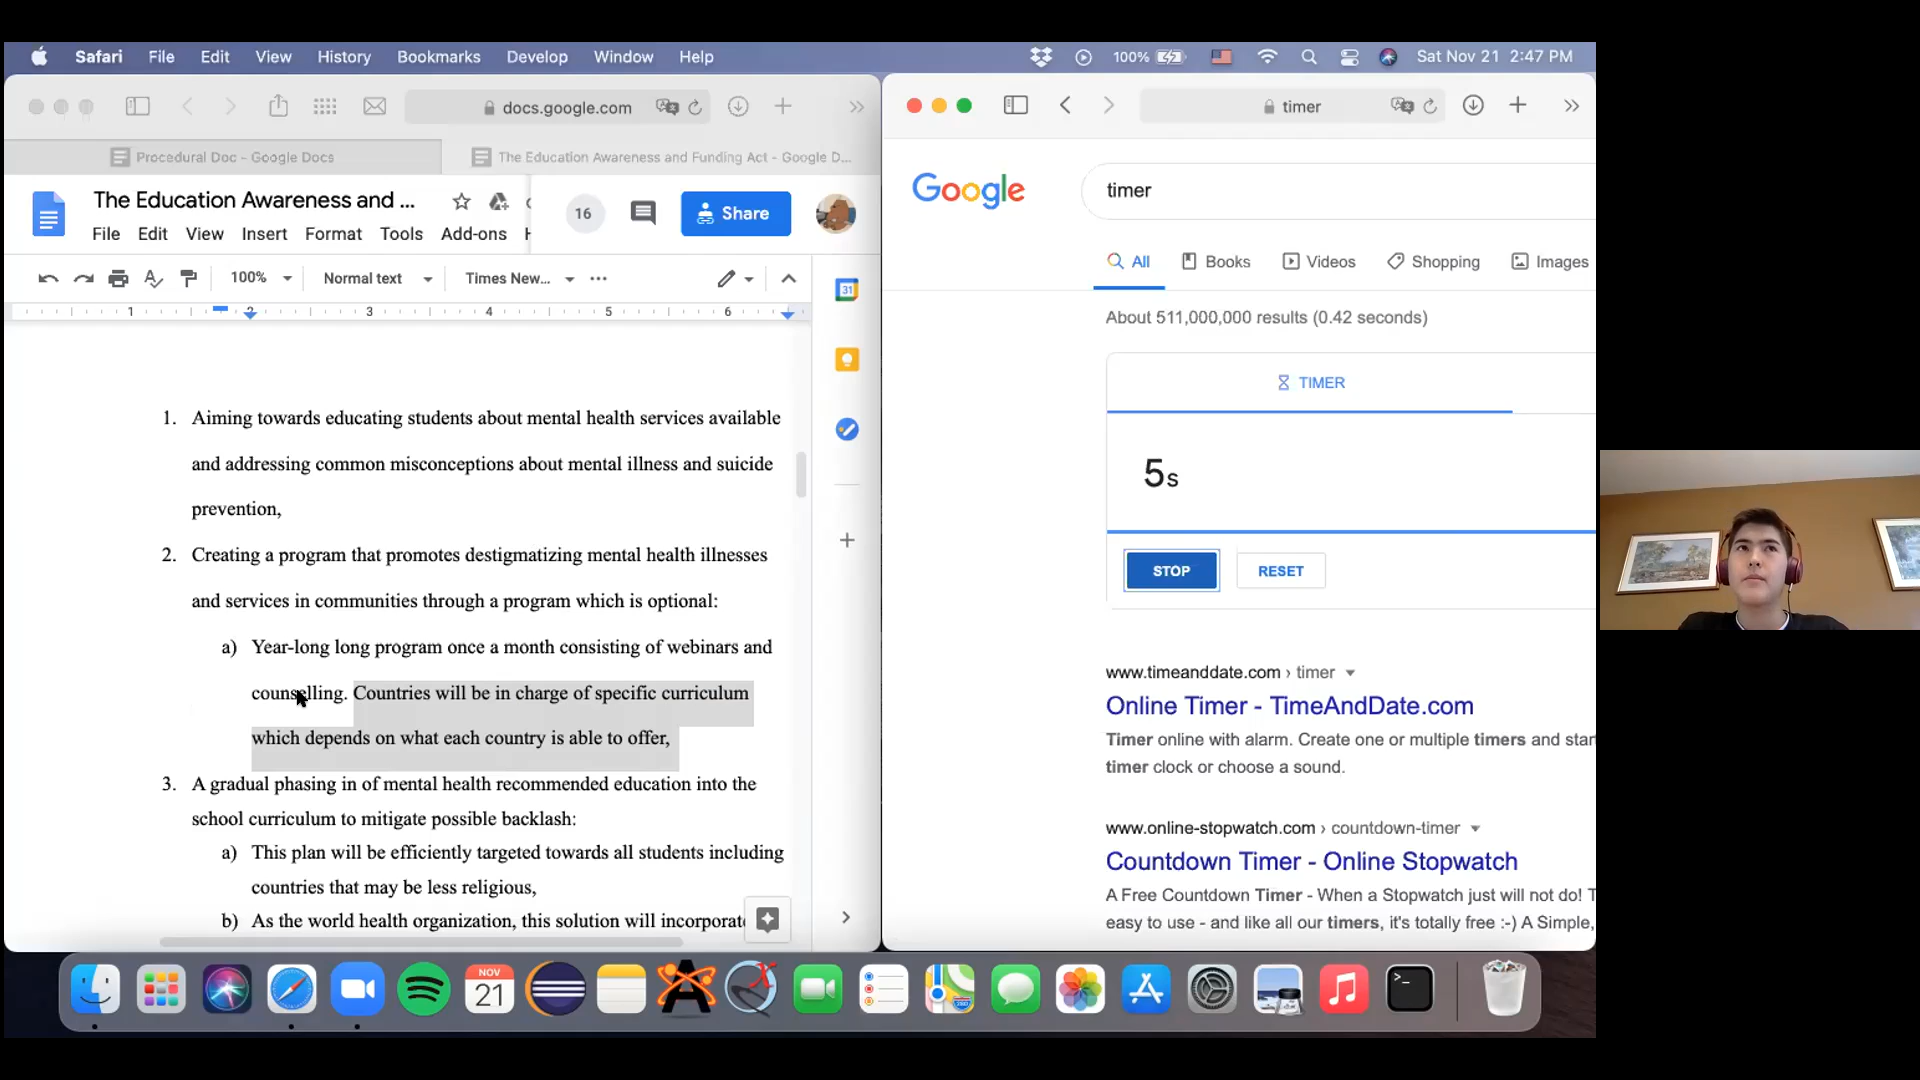 Safari File Edit View History Bookmarks Develop Window Help 100% Sat Nov 21 2:47 PM
docs.google.com
Procedural Doc - Google Docs
The Education Awareness and Funding Act - Google D...
The Education Awareness and ...
16
Share
File Edit View Insert Format Tools Add-ons
100% Normal text Times New... ...
1 2 3 4 5 6
31
1. Aiming towards educating students about mental health services available
and addressing common misconceptions about mental illness and suicide
prevention,
2. Creating a program that promotes destigmatizing mental health illnesses
and services in communities through a program which is optional:
a) Year-long long program once a month consisting of webinars and
counselling. Countries will be in charge of specific curriculum
which depends on what each country is able to offer,
3. A gradual phasing in of mental health recommended education into the
school curriculum to mitigate possible backlash:
a) This plan will be efficiently targeted towards all students including
countries that may be less religious,
b) As the world health organization, this solution will incorporat
timer
Google
timer
All Books Videos Shopping Images
About 511,000,000 results (0.42 seconds)
TIMER
5s
STOP RESET
www.timeanddate.com › timer
Online Timer - TimeAndDate.com
Timer online with alarm. Create one or multiple timers and star
timer clock or choose a sound.
www.online-stopwatch.com › countdown-timer
Countdown Timer - Online Stopwatch
A Free Countdown Timer - When a Stopwatch just will not do! T
easy to use - and like all our timers, it's totally free :-) A Simple,
NOV
21